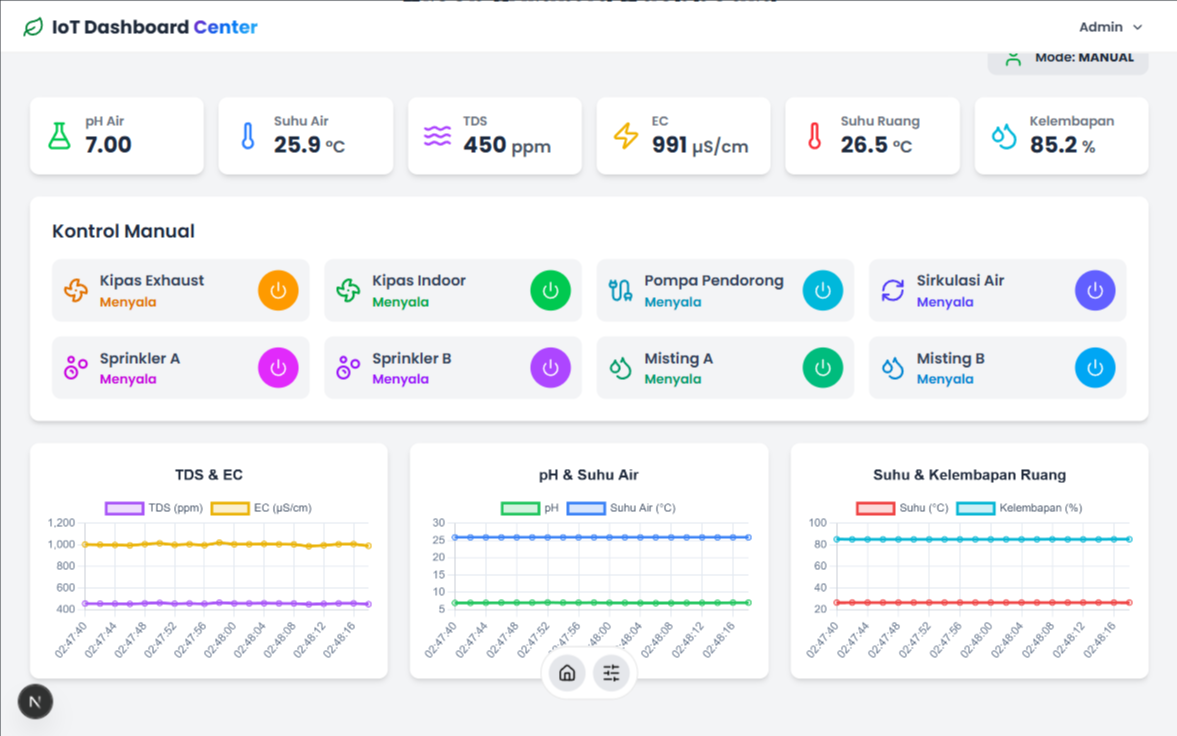 IoT Dashboard Center
Admin
Mode: MANUAL
pH Air
7.00
Suhu Air
25.9 °C
TDS
450 ppm
EC
991 µS/cm
Suhu Ruang
26.5 °C
Kelembapan
85.2 %
Kontrol Manual
Kipas Exhaust
Menyala
Kipas Indoor
Menyala
Pompa Pendorong
Menyala
Sirkulasi Air
Menyala
Sprinkler A
Menyala
Sprinkler B
Menyala
Misting A
Menyala
Misting B
Menyala
TDS & EC
TDS (ppm) EC (µS/cm)
1,200
1,000
800
600
400
02:47:40 02:47:44 02:47:48 02:47:52 02:47:56 02:48:00 02:48:04 02:48:08 02:48:12 02:48:16
pH & Suhu Air
pH Suhu Air (°C)
30
25
20
15
10
5
02:47:40 02:47:44 02:47:48 02:47:52 02:47:56 02:48:00 02:48:04 02:48:08 02:48:12 02:48:16
Suhu & Kelembapan Ruang
Suhu (°C) Kelembapan (%)
100
80
60
40
20
02:47:40 02:47:44 02:47:48 02:47:52 02:47:56 02:48:00 02:48:04 02:48:08 02:48:12 02:48:16
N